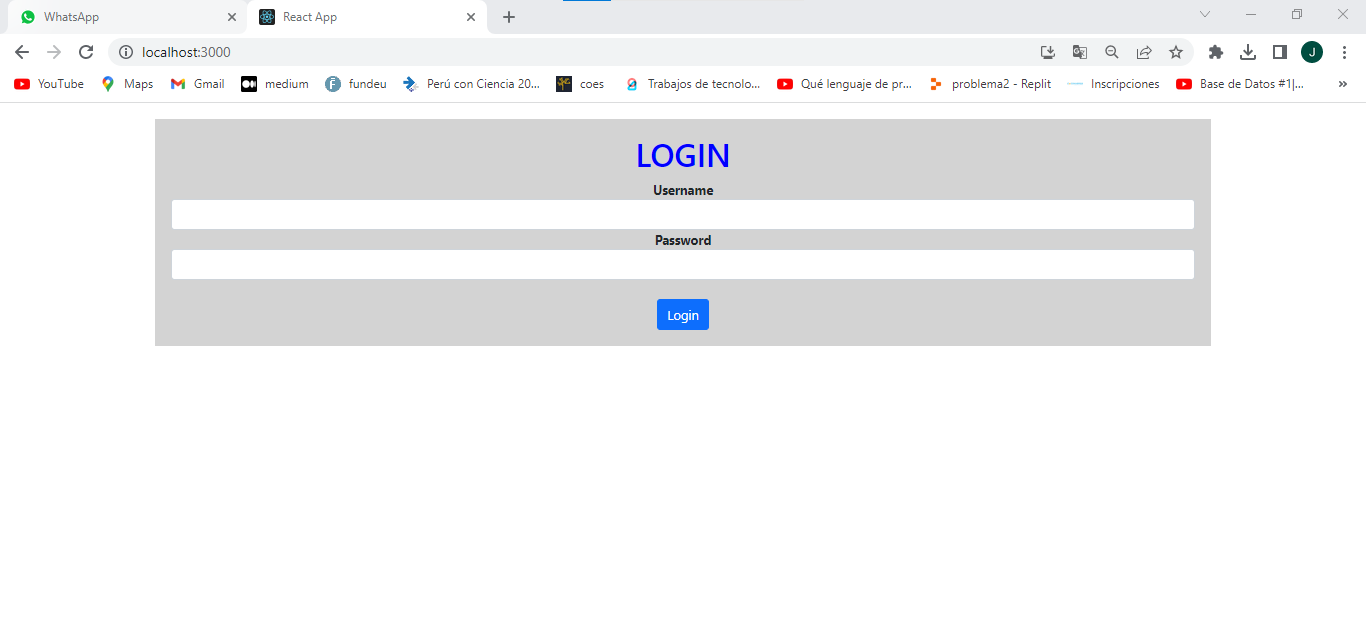 WhatsApp React App
localhost:3000 J
YouTube Maps Gmail medium fundeu Perú con Ciencia 20... coes Trabajos de tecnolo... Qué lenguaje de pr... problema2 - Replit Inscripciones Base de Datos #1|... »
LOGIN
Username
Password
Login